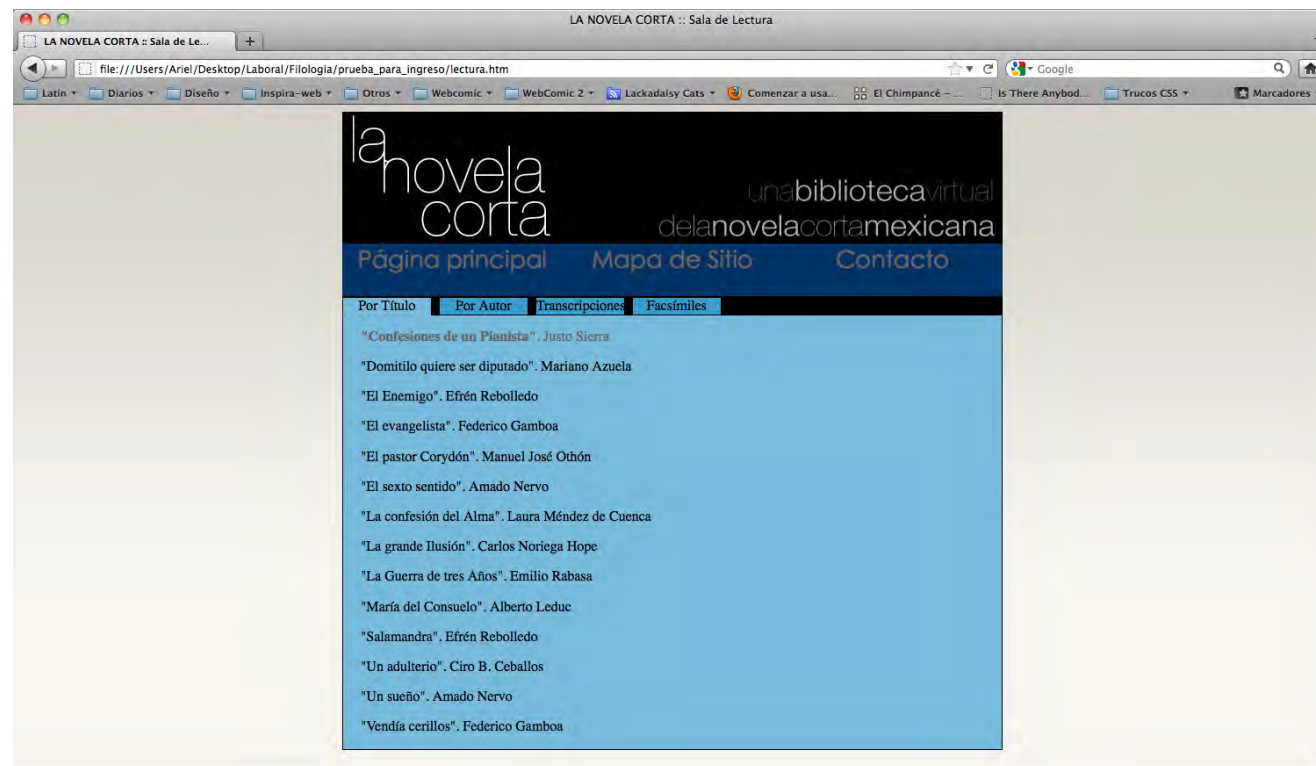 LA NOVELA CORTA :: Sala de Lectura
LA NOVELA CORTA :: Sala de Le... +
file:///Users/Ariel/Desktop/Laboral/Filologia/prueba_para_ingreso/lectura.htm Google
Latin Diarios Diseño Inspira-web Otros Webcomic WebComic 2 Lackadaisy Cats Comenzar a usa... El Chimpancé – ... Is There Anybod... Trucos CSS Marcadores
la
novela
corta
unabibliotecavirtual
delanovelacortamexicana
Página principal Mapa de Sitio Contacto
Por Título Por Autor Transcripciones Facsímiles
"Confesiones de un Pianista". Justo Sierra
"Domitilo quiere ser diputado". Mariano Azuela
"El Enemigo". Efrén Rebolledo
"El evangelista". Federico Gamboa
"El pastor Corydón". Manuel José Othón
"El sexto sentido". Amado Nervo
"La confesión del Alma". Laura Méndez de Cuenca
"La grande Ilusión". Carlos Noriega Hope
"La Guerra de tres Años". Emilio Rabasa
"María del Consuelo". Alberto Leduc
"Salamandra". Efrén Rebolledo
"Un adulterio". Ciro B. Ceballos
"Un sueño". Amado Nervo
"Vendía cerillos". Federico Gamboa